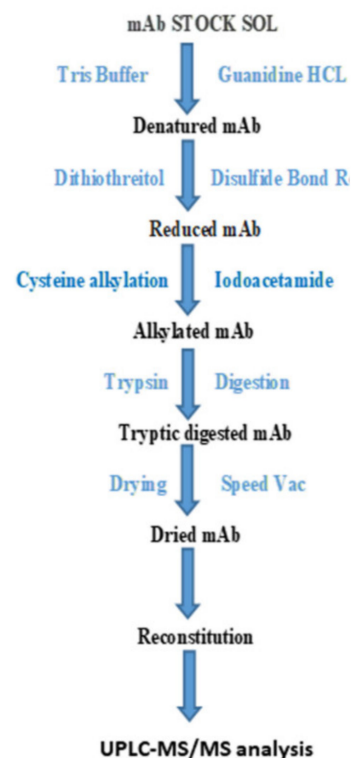 mAb STOCK SOL
Tris Buffer Guanidine HCL
Denatured mAb
Dithiothreitol Disulfide Bond R
Reduced mAb
Cysteine alkylation Iodoacetamide
Alkylated mAb
Trypsin Digestion
Tryptic digested mAb
Drying Speed Vac
Dried mAb
Reconstitution
UPLC-MS/MS analysis